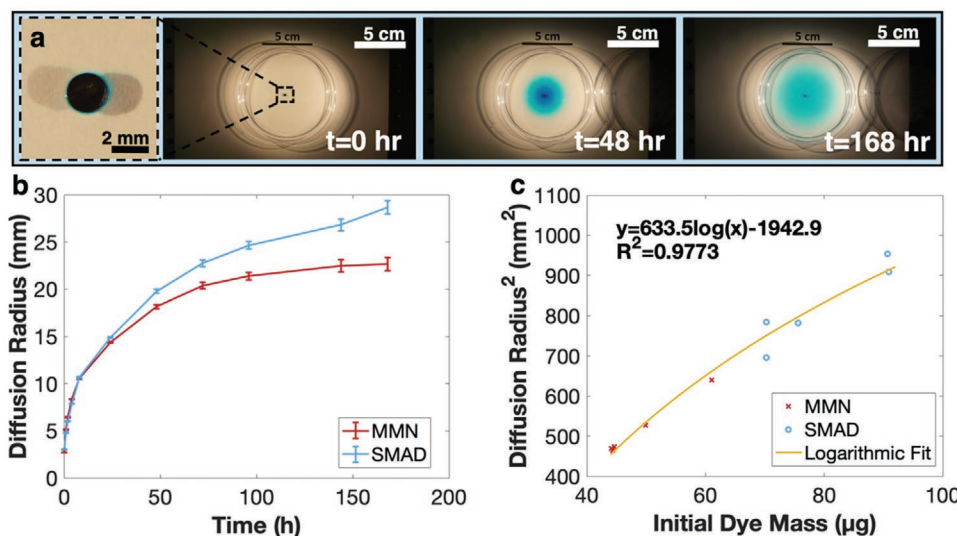 a
2 mm
5 cm
5 cm
t=0 hr
5 cm
5 cm
t=48 hr
5 cm
5 cm
t=168 hr
b
30
25
20
15
10
5
0
Diffusion Radius (mm)
0 50 100 150 200
Time (h)
MMN
SMAD
c
1100
1000
900
800
700
600
500
400
Diffusion Radius² (mm²)
y=633.5log(x)-1942.9
R²=0.9773
40 60 80 100
Initial Dye Mass (µg)
MMN
SMAD
Logarithmic Fit